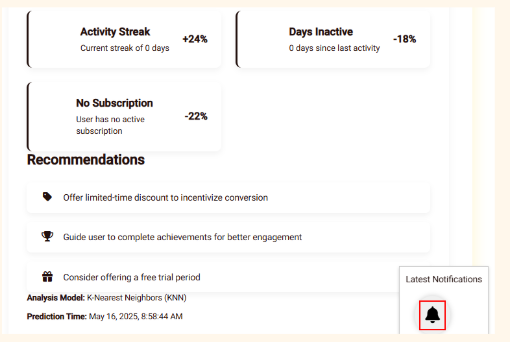 Activity Streak
Current streak of 0 days
+24%
Days Inactive
0 days since last activity
-18%
No Subscription
User has no active
subscription
-22%
Recommendations
Offer limited-time discount to incentivize conversion
Guide user to complete achievements for better engagement
Consider offering a free trial period
Analysis Model: K-Nearest Neighbors (KNN)
Prediction Time: May 16, 2025, 8:58:44 AM
Latest Notifications